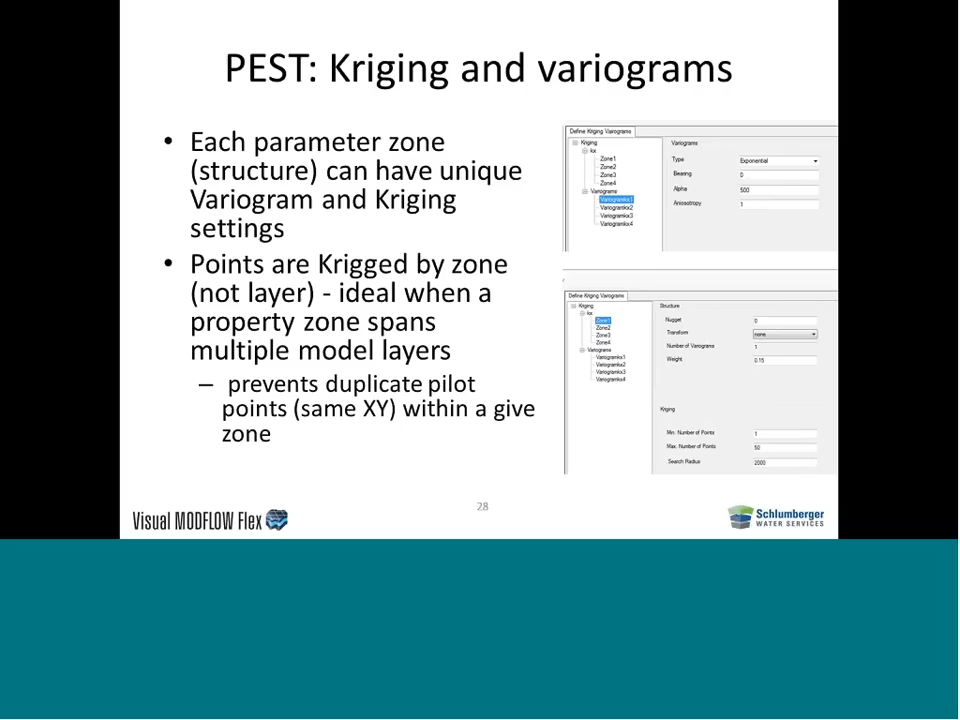 PEST: Kriging and variograms
• Each parameter zone
(structure) can have unique
Variogram and Kriging
settings
• Points are Krigged by zone
(not layer) - ideal when a
property zone spans
multiple model layers
– prevents duplicate pilot
points (same XY) within a give
zone
Define Kriging Variograms
Kriging
kx
Zone1
Zone2
Zone3
Zone4
Variograms
Variogramkx1
Variogramkx2
Variogramkx3
Variogramkx4
Variograms
Type Exponential
Bearing 0
Alpha 500
Anisotropy 1
Define Kriging Variograms
Kriging
kx
Zone1
Zone2
Zone3
Zone4
Variograms
Variogramkx1
Variogramkx2
Variogramkx3
Variogramkx4
Structure
Nugget 0
Transform none
Number of Variograms 1
Weight 0.15
Kriging
Min. Number of Points 1
Max. Number of Points 50
Search Radius 2000
Visual MODFLOW Flex
28
Schlumberger
WATER SERVICES